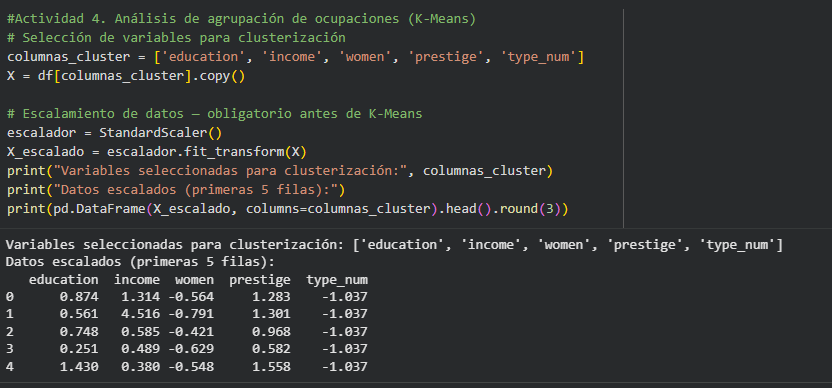 #Actividad 4. Análisis de agrupación de ocupaciones (K-Means)
# Selección de variables para clusterización
columnas_cluster = ['education', 'income', 'women', 'prestige', 'type_num']
X = df[columnas_cluster].copy()

# Escalamiento de datos — obligatorio antes de K-Means
escalador = StandardScaler()
X_escalado = escalador.fit_transform(X)
print("Variables seleccionadas para clusterización:", columnas_cluster)
print("Datos escalados (primeras 5 filas):")
print(pd.DataFrame(X_escalado, columns=columnas_cluster).head().round(3))

Variables seleccionadas para clusterización: ['education', 'income', 'women', 'prestige', 'type_num']
Datos escalados (primeras 5 filas):
   education  income  women  prestige  type_num
0      0.874   1.314 -0.564     1.283    -1.037
1      0.561   4.516 -0.791     1.301    -1.037
2      0.748   0.585 -0.421     0.968    -1.037
3      0.251   0.489 -0.629     0.582    -1.037
4      1.430   0.380 -0.548     1.558    -1.037